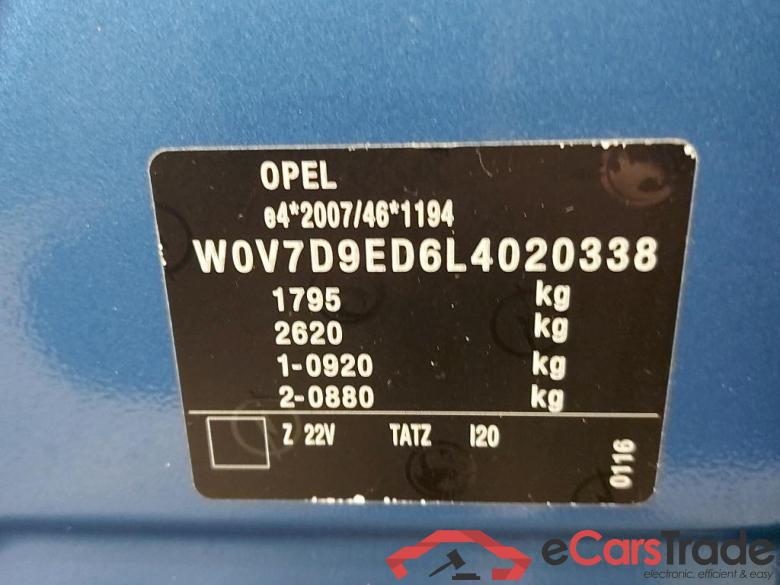 OPEL
e4*2007/46*1194
W0V7D9ED6L4020338
1795 kg
2620 kg
1-0920 kg
2-0880 kg
Z 22V TATZ I20
0116
eCarsTrade
electronic, efficient & easy